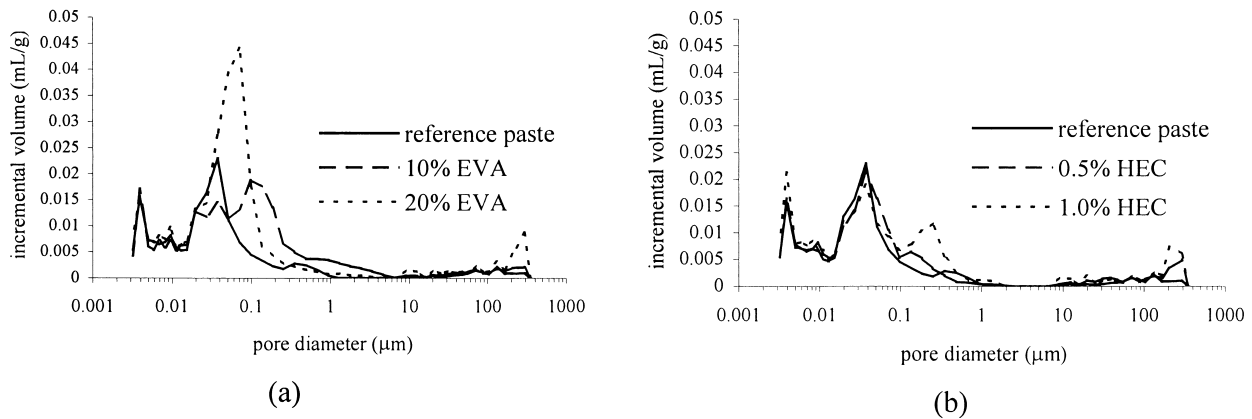 incremental volume (mL/g)
0.05
0.045
0.04
0.035
0.03
0.025
0.02
0.015
0.01
0.005
0
reference paste
10% EVA
20% EVA
0.001 0.01 0.1 1 10 100 1000
pore diameter (μm)
(a)
incremental volume (mL/g)
0.05
0.045
0.04
0.035
0.03
0.025
0.02
0.015
0.01
0.005
0
reference paste
0.5% HEC
1.0% HEC
0.001 0.01 0.1 1 10 100 1000
pore diameter (μm)
(b)